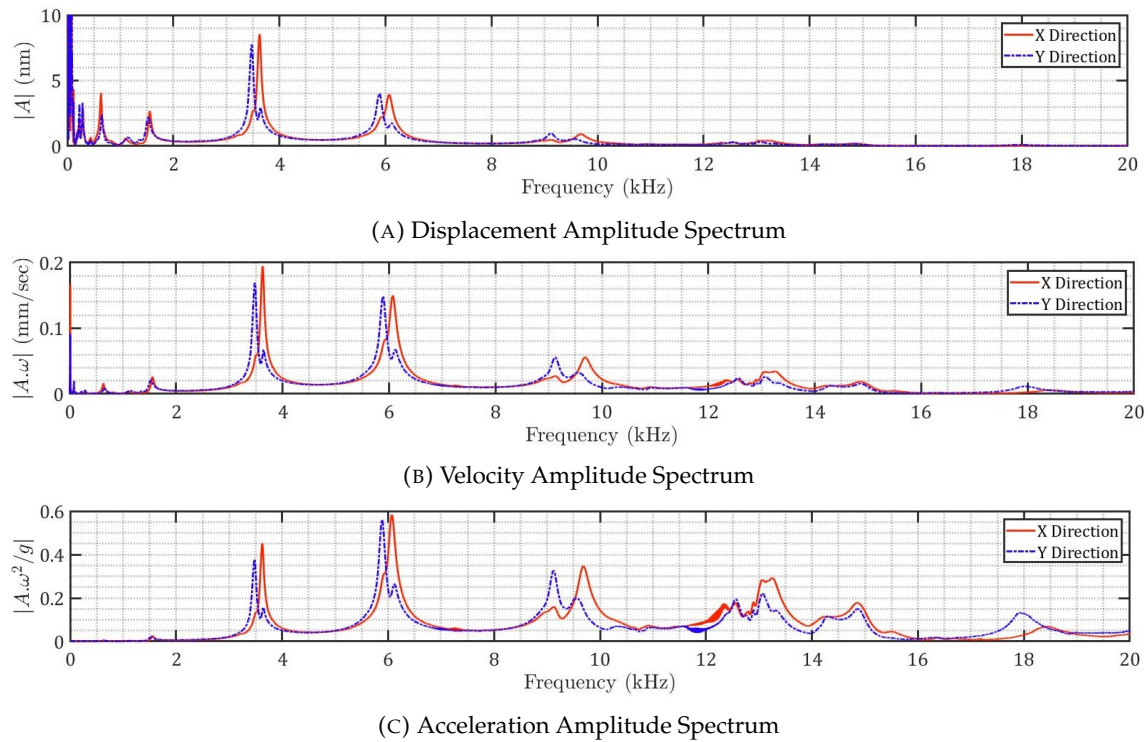 10
5
0
|A| (nm)
X Direction
Y Direction
0 2 4 6 8 10 12 14 16 18 20
Frequency (kHz)
(A) Displacement Amplitude Spectrum
0.2
0.1
0
|A.ω| (mm/sec)
X Direction
Y Direction
0 2 4 6 8 10 12 14 16 18 20
Frequency (kHz)
(B) Velocity Amplitude Spectrum
0.6
0.4
0.2
0
|A.ω²/g|
X Direction
Y Direction
0 2 4 6 8 10 12 14 16 18 20
Frequency (kHz)
(C) Acceleration Amplitude Spectrum